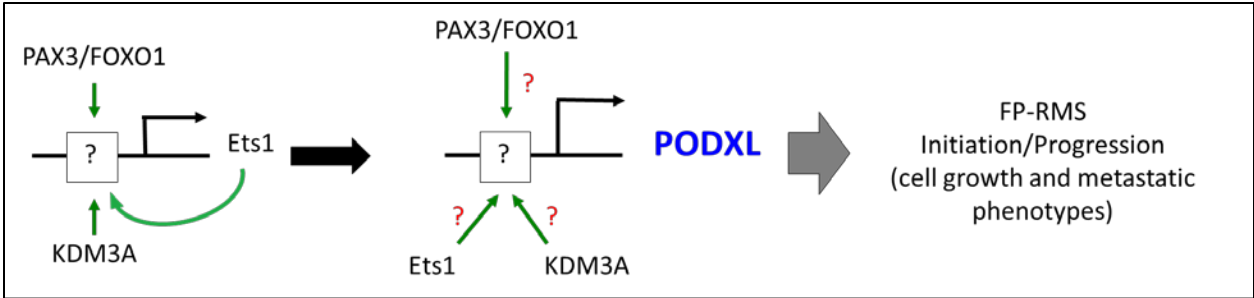 PAX3/FOXO1
?
Ets1
KDM3A
PAX3/FOXO1
?
?
PODXL
?
?
Ets1
KDM3A
FP-RMS
Initiation/Progression
(cell growth and metastatic
phenotypes)